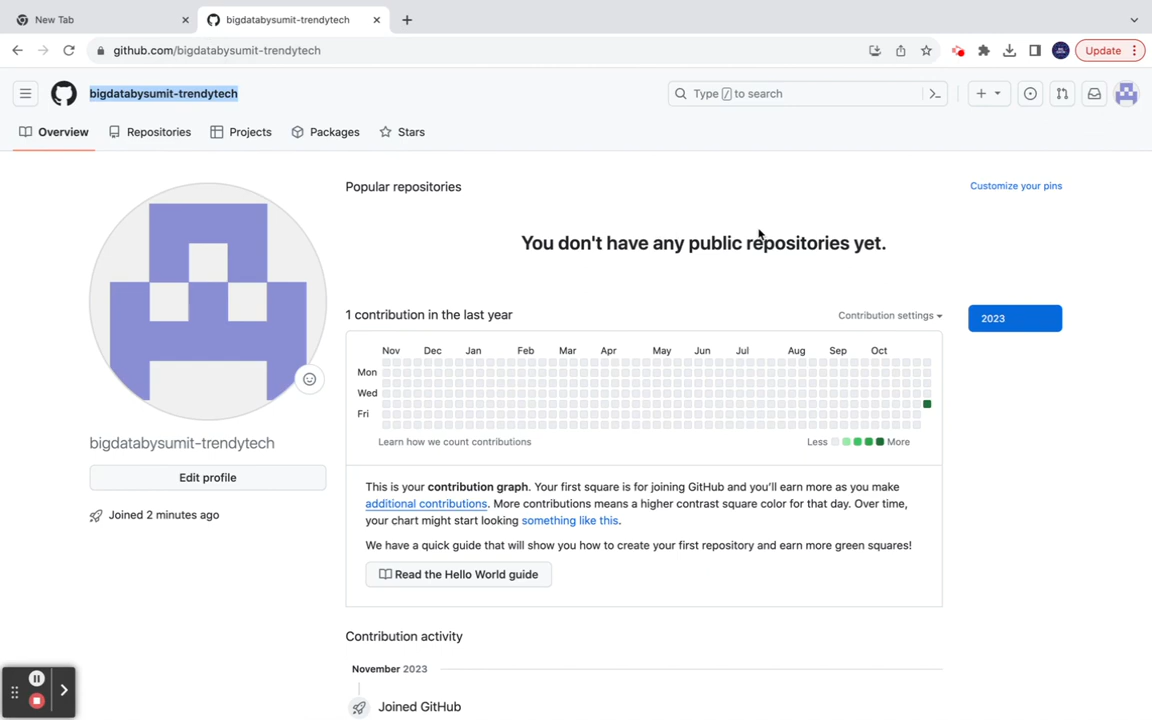 New Tab
bigdatabysumit-trendytech
github.com/bigdatabysumit-trendytech
Update
bigdatabysumit-trendytech
Type / to search
Overview
Repositories
Projects
Packages
Stars
Popular repositories
Customize your pins
You don't have any public repositories yet.
1 contribution in the last year
Contribution settings
2023
Nov Dec Jan Feb Mar Apr May Jun Jul Aug Sep Oct
Mon
Wed
Fri
Learn how we count contributions
Less More
bigdatabysumit-trendytech
Edit profile
Joined 2 minutes ago
This is your contribution graph. Your first square is for joining GitHub and you'll earn more as you make
additional contributions. More contributions means a higher contrast square color for that day. Over time,
your chart might start looking something like this.
We have a quick guide that will show you how to create your first repository and earn more green squares!
Read the Hello World guide
Contribution activity
November 2023
Joined GitHub